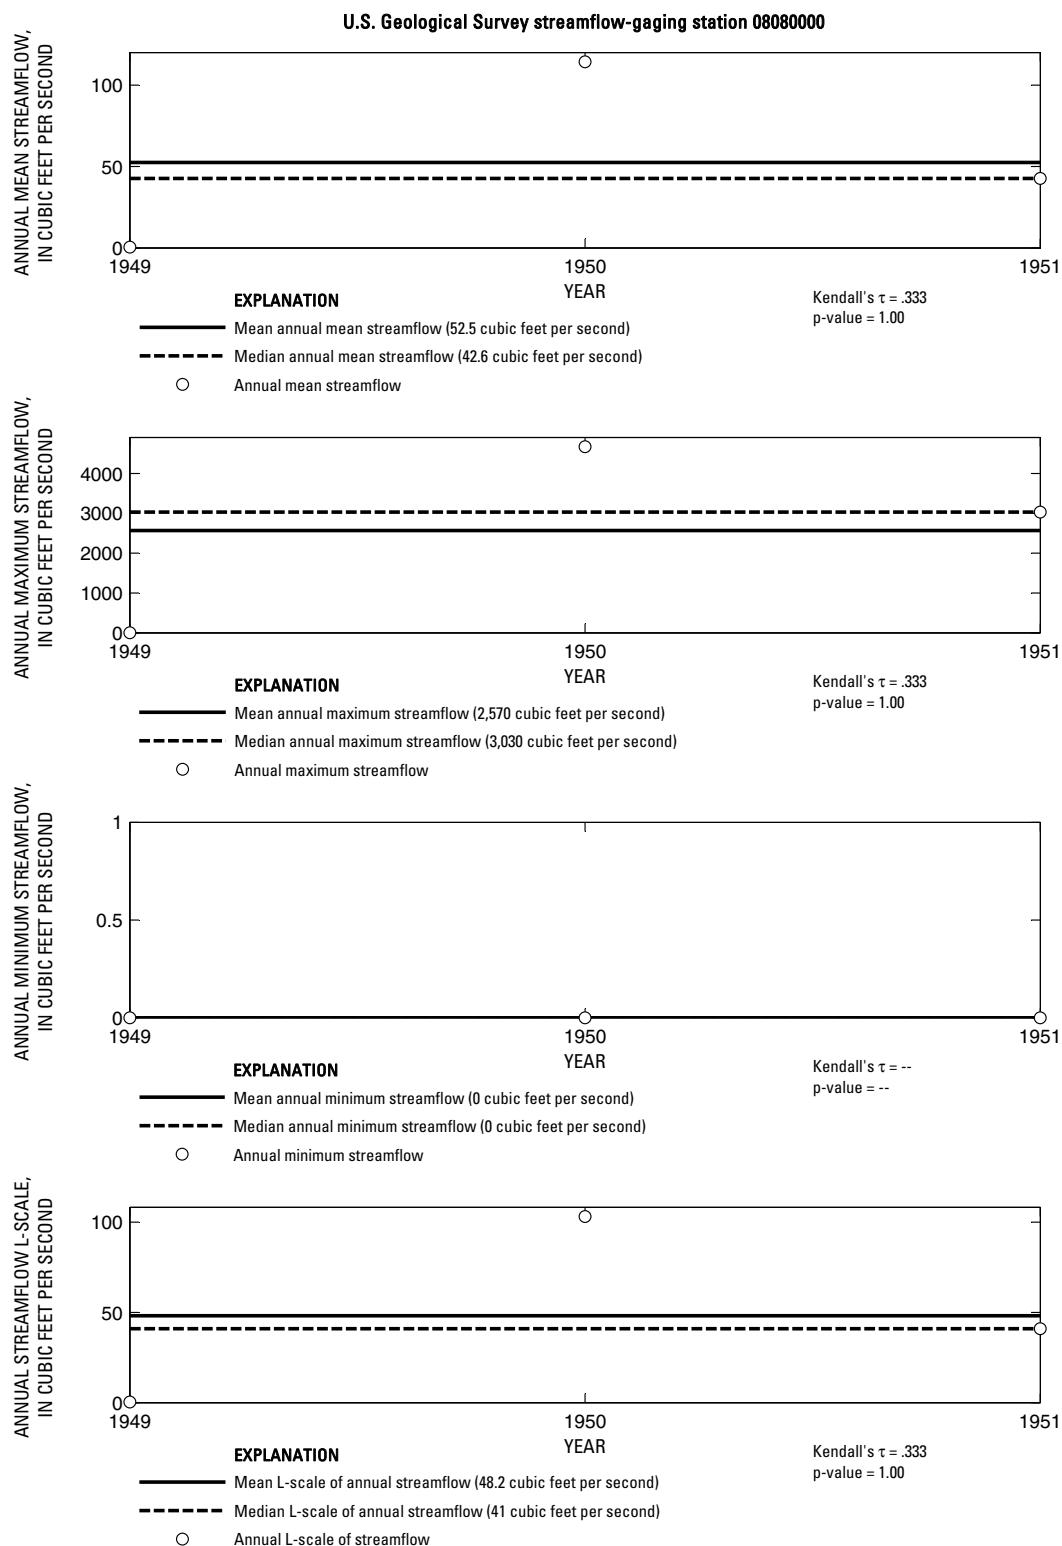 U.S. Geological Survey streamflow-gaging station 08080000
ANNUAL MEAN STREAMFLOW,
IN CUBIC FEET PER SECOND
100
50
0
1949
1950
1951
YEAR
EXPLANATION
Mean annual mean streamflow (52.5 cubic feet per second)
Median annual mean streamflow (42.6 cubic feet per second)
Annual mean streamflow
Kendall's τ = .333
p-value = 1.00
ANNUAL MAXIMUM STREAMFLOW,
IN CUBIC FEET PER SECOND
4000
3000
2000
1000
0
1949
1950
1951
YEAR
EXPLANATION
Mean annual maximum streamflow (2,570 cubic feet per second)
Median annual maximum streamflow (3,030 cubic feet per second)
Annual maximum streamflow
Kendall's τ = .333
p-value = 1.00
ANNUAL MINIMUM STREAMFLOW,
IN CUBIC FEET PER SECOND
1
0.5
0
1949
1950
1951
YEAR
EXPLANATION
Mean annual minimum streamflow (0 cubic feet per second)
Median annual minimum streamflow (0 cubic feet per second)
Annual minimum streamflow
Kendall's τ = --
p-value = --
ANNUAL STREAMFLOW L-SCALE,
IN CUBIC FEET PER SECOND
100
50
0
1949
1950
1951
YEAR
EXPLANATION
Mean L-scale of annual streamflow (48.2 cubic feet per second)
Median L-scale of annual streamflow (41 cubic feet per second)
Annual L-scale of streamflow
Kendall's τ = .333
p-value = 1.00